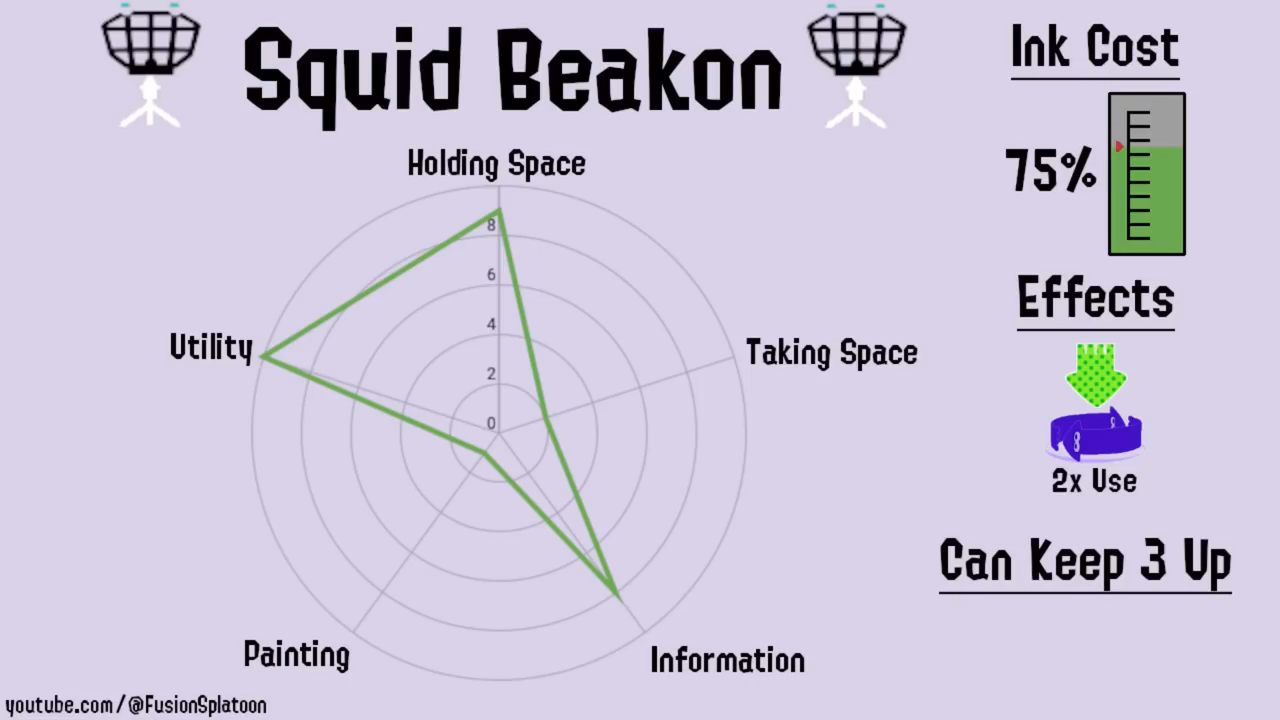 Squid Beakon
Ink Cost
75%
Holding Space
8
6
4
2
0
Utility
Taking Space
Effects
2x Use
Can Keep 3 Up
Painting
Information
youtube.com/@FusionSplatoon